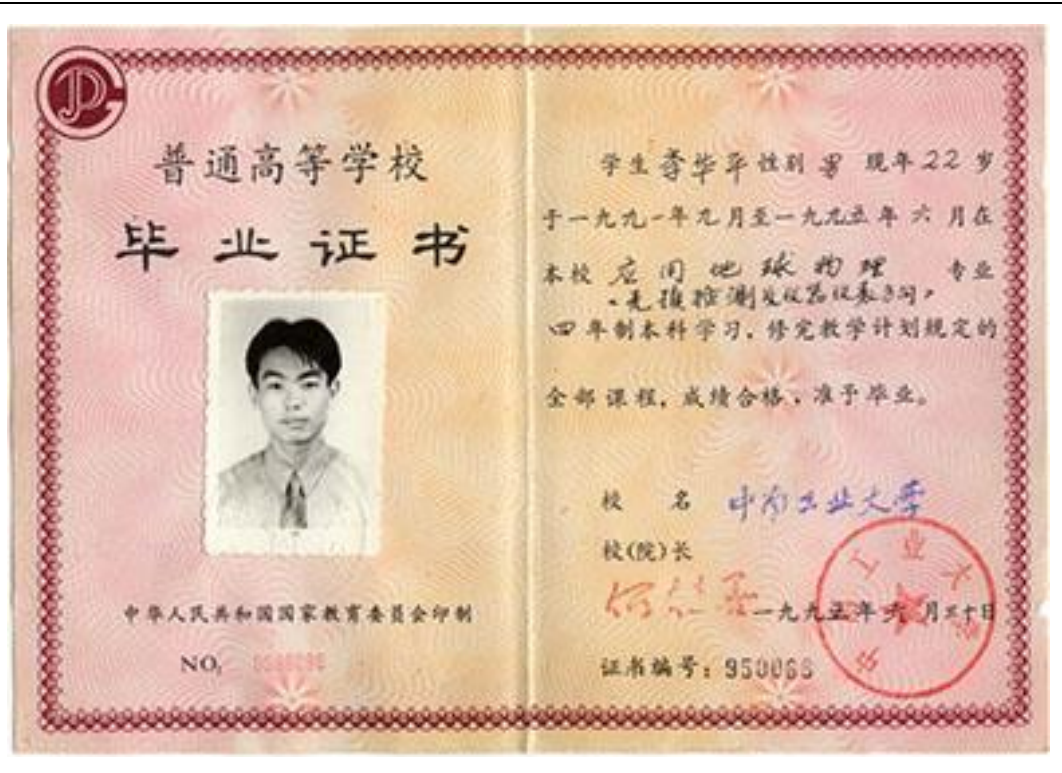 普通高等学校
毕业证书
中华人民共和国国家教育委员会印制
NO:
学生李华平性别男 现年22岁
于一九九一年九月至一九九五年六月在
本校应用地球物理 专业
四年制本科学习,修完教学计划规定的
全部课程,成绩合格,准予毕业。
校 名 中南工业大学
校(院)长
一九九五年六月三十日
证书编号:950066